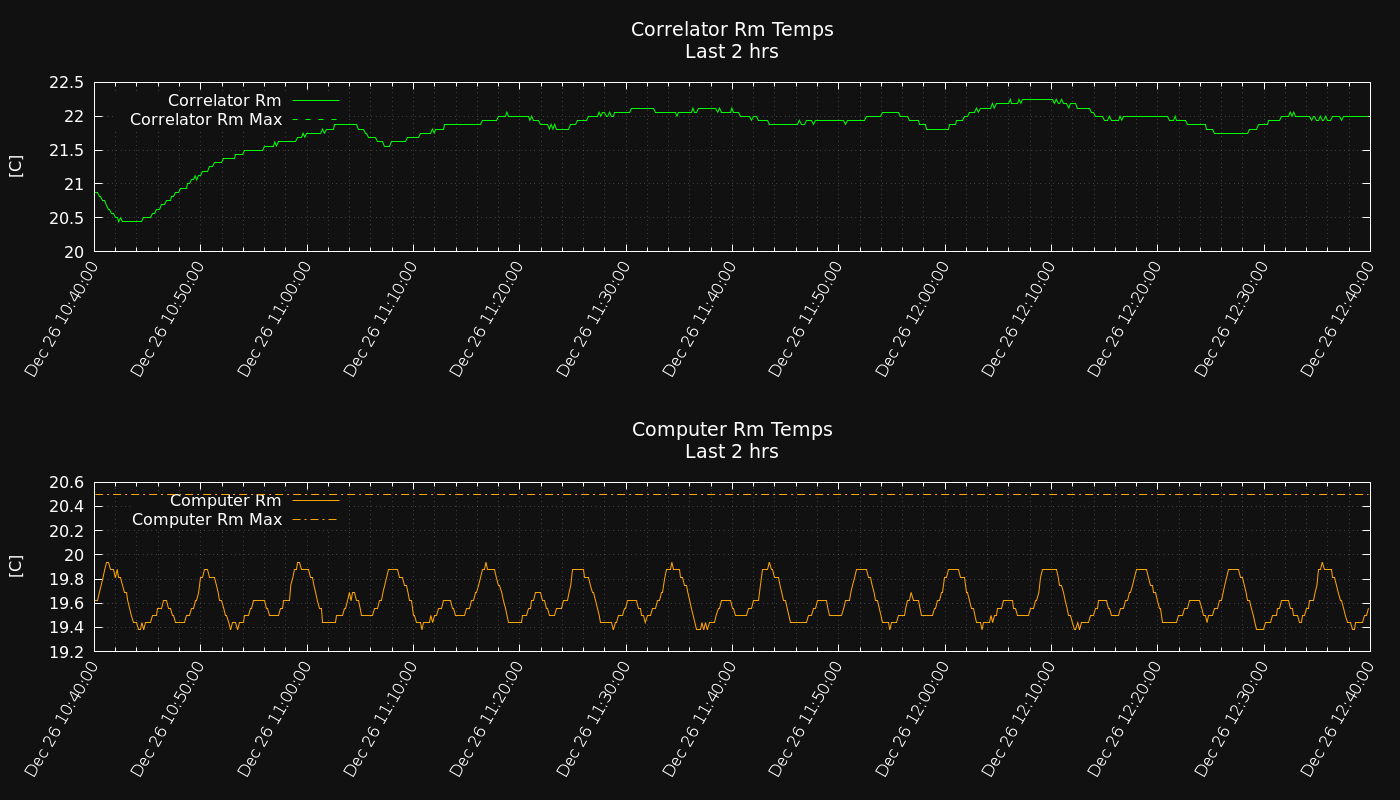 Correlator Rm Temps
Last 2 hrs
22.5
22
21.5
21
20.5
20
[C]
Correlator Rm
Correlator Rm Max
Dec 26 10:40:00
Dec 26 10:50:00
Dec 26 11:00:00
Dec 26 11:10:00
Dec 26 11:20:00
Dec 26 11:30:00
Dec 26 11:40:00
Dec 26 11:50:00
Dec 26 12:00:00
Dec 26 12:10:00
Dec 26 12:20:00
Dec 26 12:30:00
Dec 26 12:40:00
Computer Rm Temps
Last 2 hrs
20.6
20.4
20.2
20
19.8
19.6
19.4
19.2
[C]
Computer Rm
Computer Rm Max
Dec 26 10:40:00
Dec 26 10:50:00
Dec 26 11:00:00
Dec 26 11:10:00
Dec 26 11:20:00
Dec 26 11:30:00
Dec 26 11:40:00
Dec 26 11:50:00
Dec 26 12:00:00
Dec 26 12:10:00
Dec 26 12:20:00
Dec 26 12:30:00
Dec 26 12:40:00